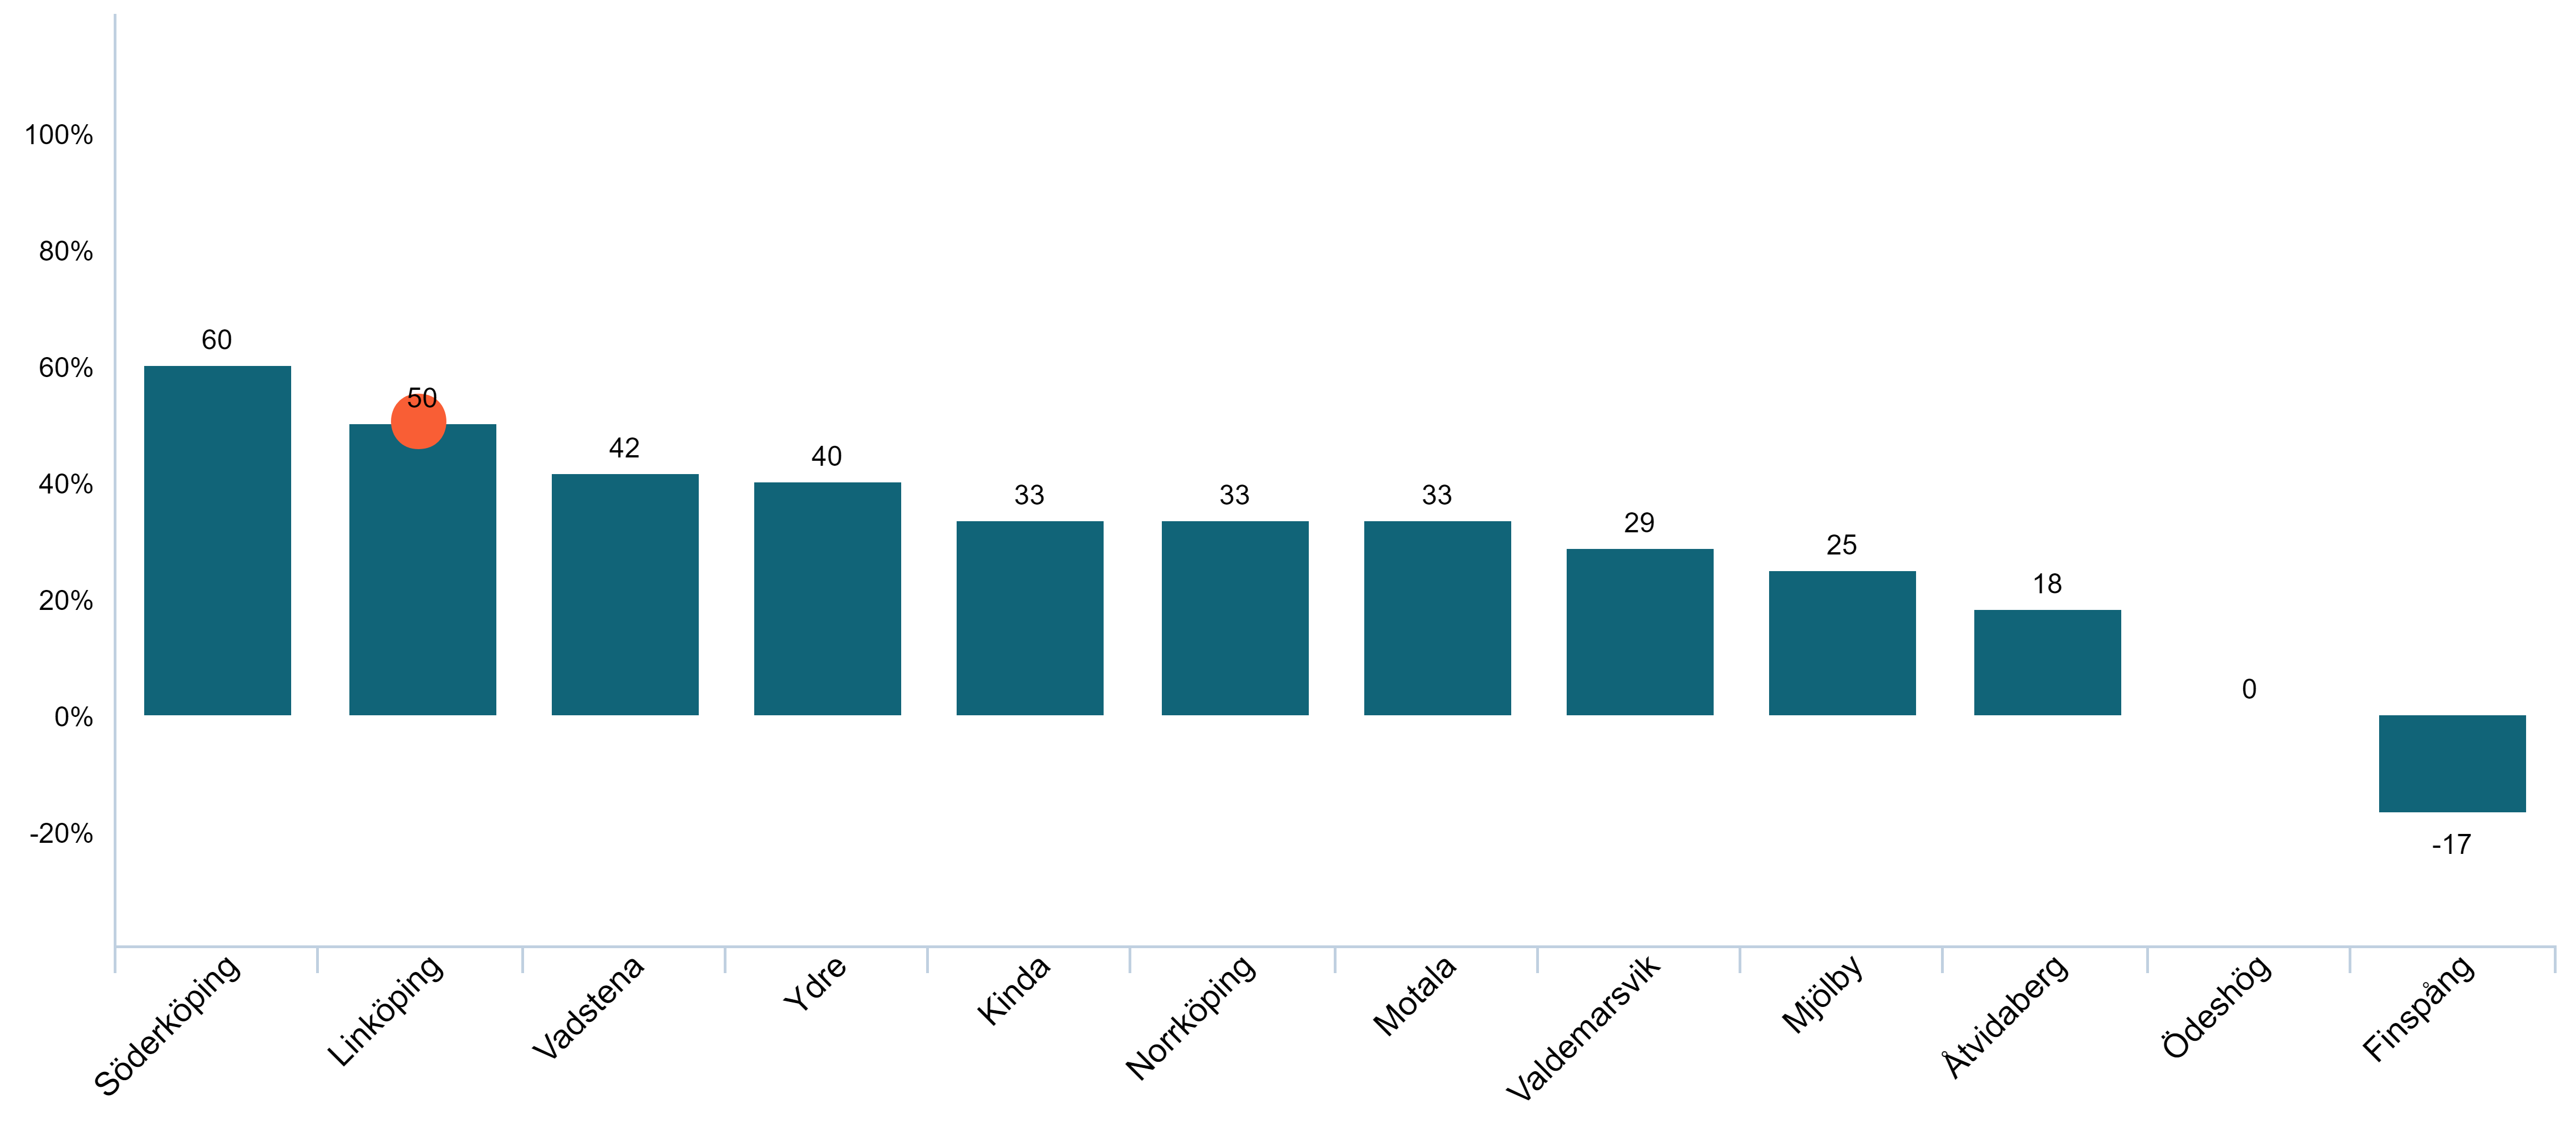 100%
80%
60%
40%
20%
0%
-20%
60
50
42
40
33
33
33
29
25
18
0
-17
Söderköping
Linköping
Vadstena
Ydre
Kinda
Norrköping
Motala
Valdemarsvik
Mjölby
Åtvidaberg
Ödeshög
Finspång